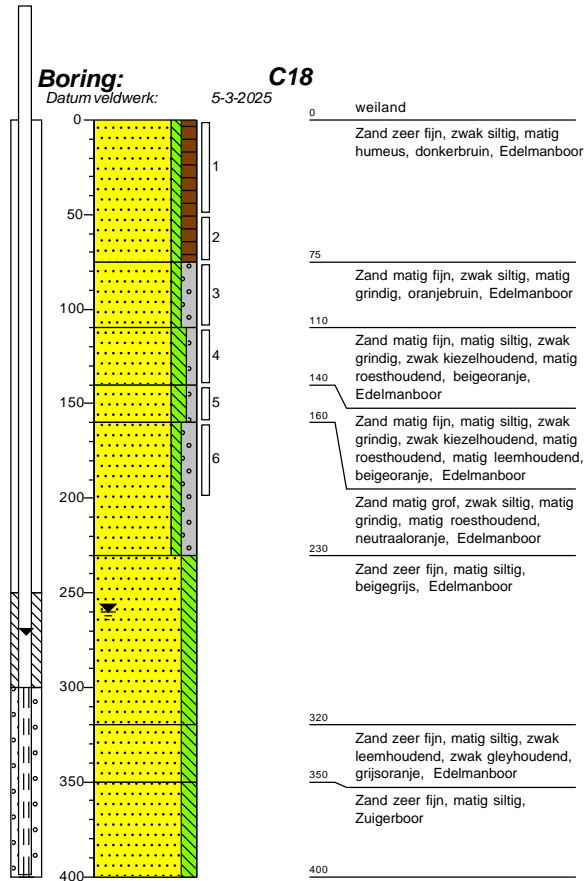 Boring: C18
Datum veldwerk: 5-3-2025
0
50
100
150
200
250
300
350
400
1
2
3
4
5
6
0
weiland
Zand zeer fijn, zwak siltig, matig
humeus, donkerbruin, Edelmanboor
75
Zand matig fijn, zwak siltig, matig
grindig, oranjebruin, Edelmanboor
110
Zand matig fijn, matig siltig, zwak
grindig, zwak kiezelhoudend, matig
roesthoudend, beigeoranje,
Edelmanboor
140
Zand matig fijn, matig siltig, zwak
grindig, zwak kiezelhoudend, matig
roesthoudend, matig leemhoudend,
beigeoranje, Edelmanboor
160
Zand matig grof, zwak siltig, matig
grindig, matig roesthoudend,
neutraaloranje, Edelmanboor
230
Zand zeer fijn, matig siltig,
beigegrijs, Edelmanboor
320
Zand zeer fijn, matig siltig, zwak
leemhoudend, zwak gleyhoudend,
grijsoranje, Edelmanboor
350
Zand zeer fijn, matig siltig,
Zuigerboor
400